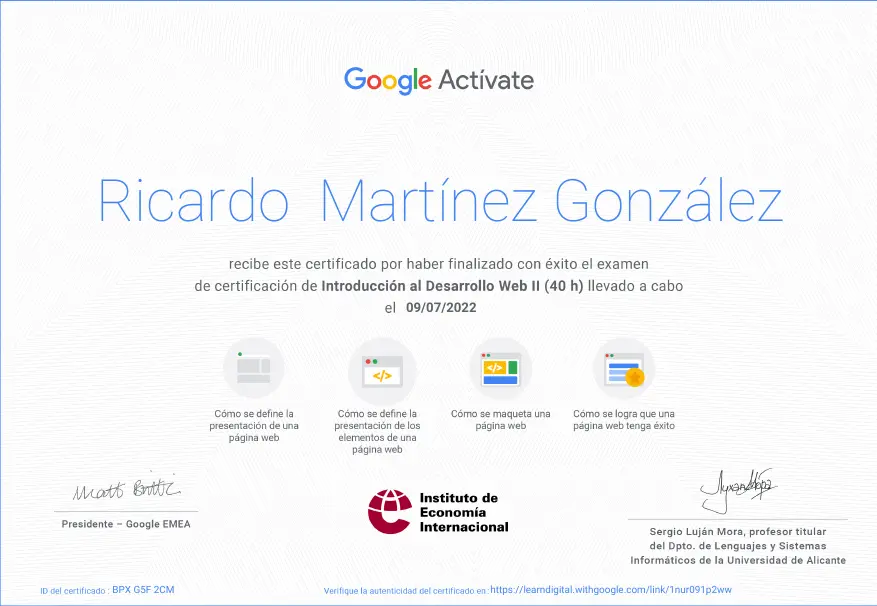 Google Actívate
Ricardo Martínez González
recibe este certificado por haber finalizado con éxito el examen
de certificación de Introducción al Desarrollo Web II (40 h) llevado a cabo
el 09/07/2022
</>
</>
Cómo se define la
presentación de una
página web
Cómo se define la
presentación de los
elementos de una
página web
Cómo se maqueta una
página web
Cómo se logra que una
página web tenga éxito
Matt Brittin
Presidente – Google EMEA
Instituto de
Economía
Internacional
Sergio Luján Mora, profesor titular
del Dpto. de Lenguajes y Sistemas
Informáticos de la Universidad de Alicante
ID del certificado : BPX G5F 2CM
Verifique la autenticidad del certificado en: https://learndigital.withgoogle.com/link/1nur091p2ww